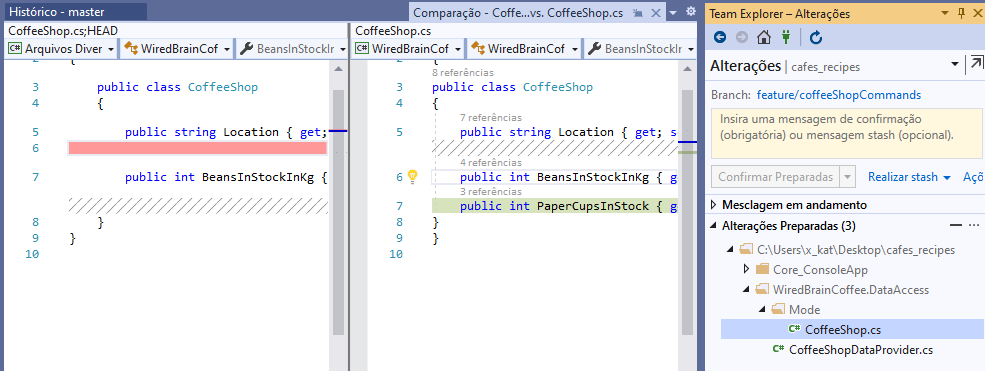 Histórico - master
Comparação - Coffe...vs. CoffeeShop.cs
CoffeeShop.cs;HEAD
Arquivos Diver
WiredBrainCof
BeansInStockIr
2 {
3 public class CoffeeShop
4 {
5 public string Location { get;
6
7 public int BeansInStockInKg {
8 }
9 }
10
CoffeeShop.cs
WiredBrainCof
WiredBrainCof
BeansInStockIr
2 {
8 referências
3 public class CoffeeShop
4 {
7 referências
5 public string Location { get; s
4 referências
6 public int BeansInStockInKg { g
3 referências
7 public int PaperCupsInStock { g
8 }
9 }
10
Team Explorer – Alterações
Alterações | cafes_recipes
Branch: feature/coffeeShopCommands
Insira uma mensagem de confirmação
(obrigatória) ou mensagem stash (opcional).
Confirmar Preparadas
Realizar stash
Açõ
Mesclagem em andamento
Alterações Preparadas (3)
C:\Users\x_kat\Desktop\cafes_recipes
Core_ConsoleApp
WiredBrainCoffee.DataAccess
Mode
C# CoffeeShop.cs
C# CoffeeShopDataProvider.cs